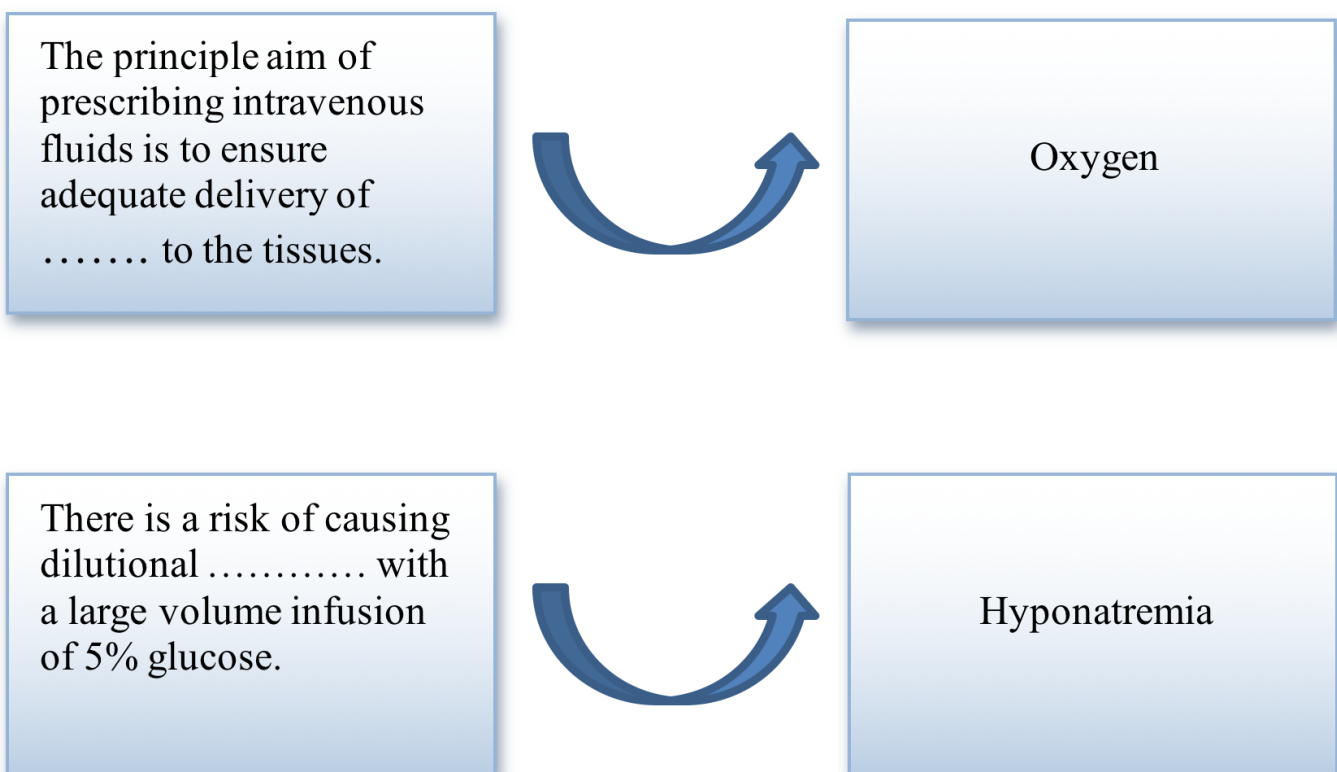 The principle aim of
prescribing intravenous
fluids is to ensure
adequate delivery of
……. to the tissues.
Oxygen
There is a risk of causing
dilutional ………… with
a large volume infusion
of 5% glucose.
Hyponatremia